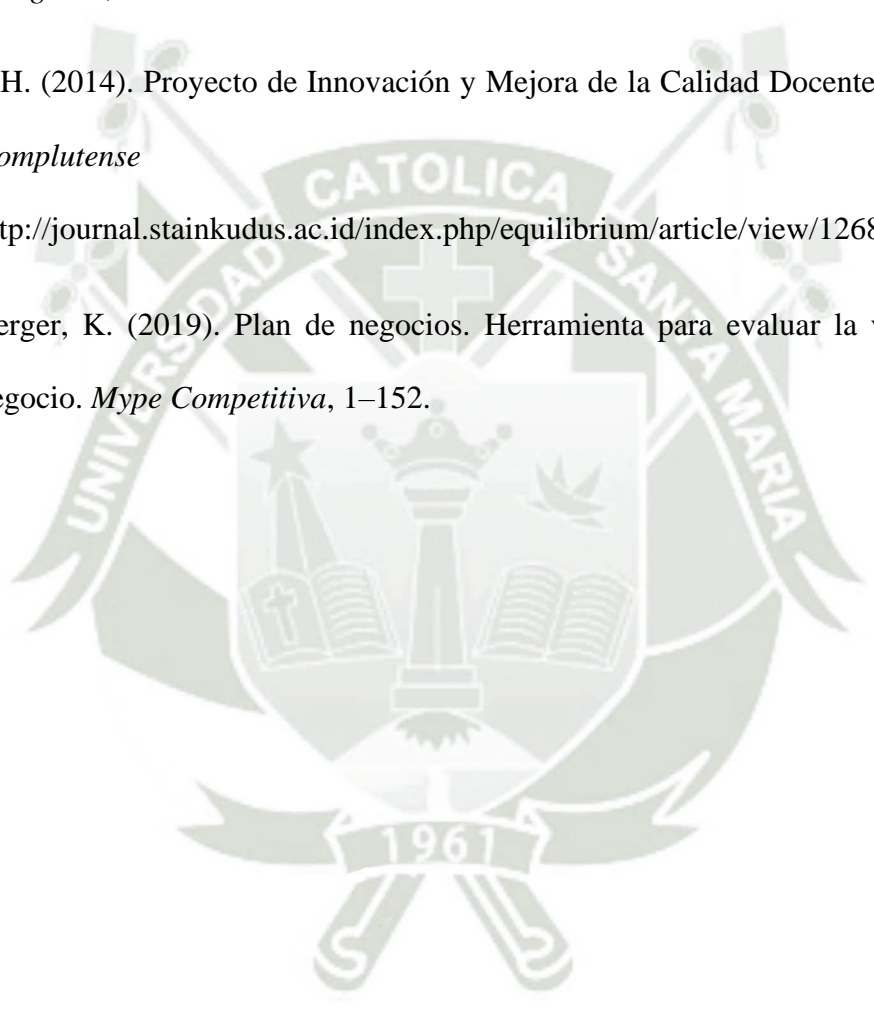 H. (2014). Proyecto de Innovación y Mejora de la Calidad Docente
omplutense
tp://journal.stainkudus.ac.id/index.php/equilibrium/article/view/1268
erger, K. (2019). Plan de negocios. Herramienta para evaluar la v
egocio. Mype Competitiva, 1–152.
UNIVERSIDAD CATOLICA SANTA MARIA
1961